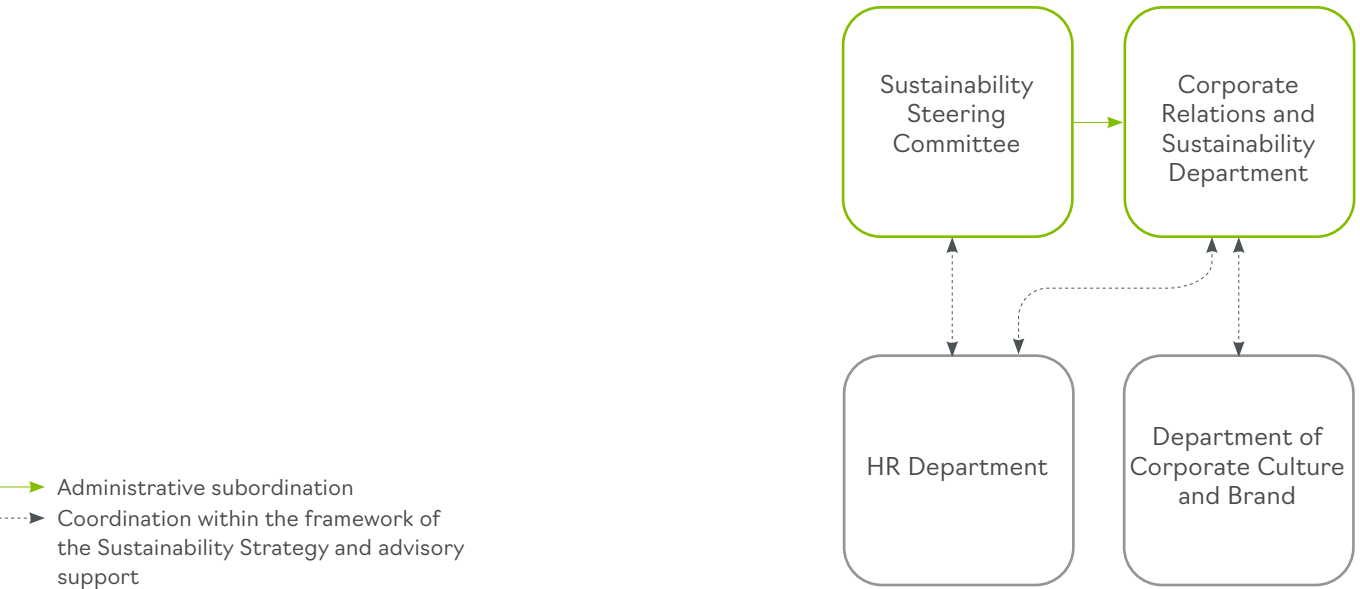 Sustainability
Steering
Committee
Corporate
Relations and
Sustainability
Department
HR Department
Department of
Corporate Culture
and Brand
Administrative subordination
Coordination within the framework of
the Sustainability Strategy and advisory
support